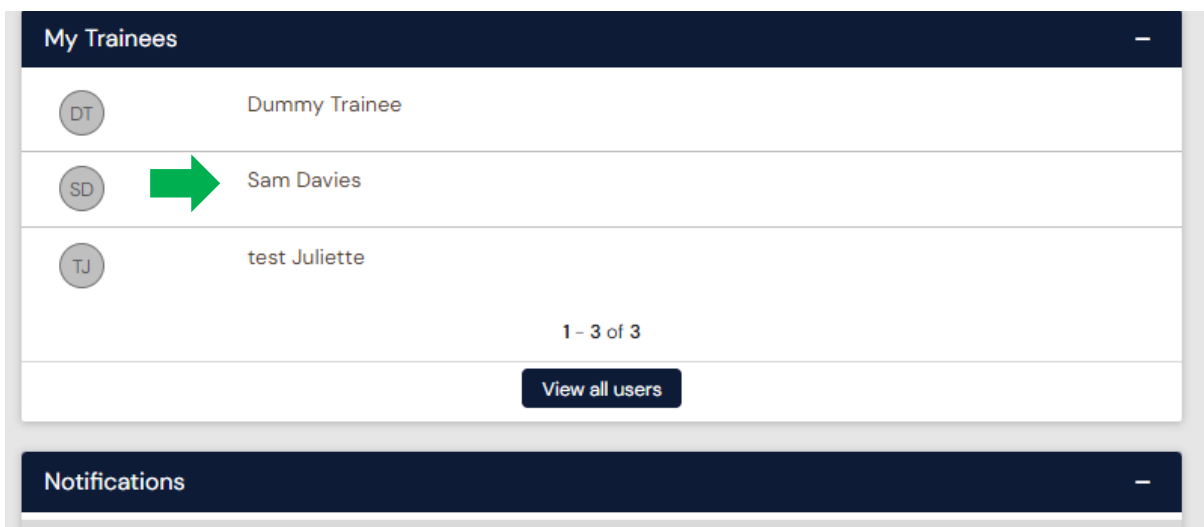 My Trainees
DT Dummy Trainee
SD Sam Davies
TJ test Juliette
1 - 3 of 3
View all users
Notifications